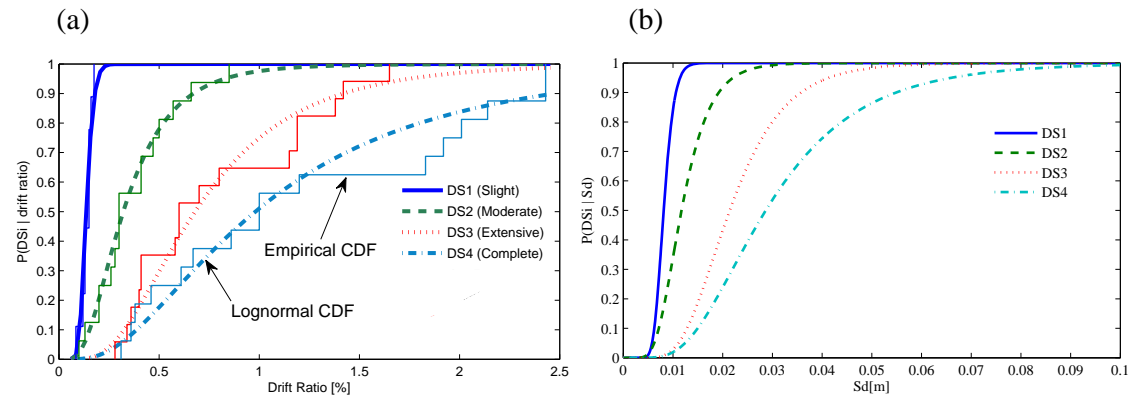 (a)
(b)
P(DSi | drift ratio)
1
0.9
0.8
0.7
0.6
0.5
0.4
0.3
0.2
0.1
0
DS1 (Slight)
DS2 (Moderate)
DS3 (Extensive)
DS4 (Complete)
Empirical CDF
Lognormal CDF
0 0.5 1 1.5 2 2.5
Drift Ratio [%]
P(DSi | Sd)
1
0.9
0.8
0.7
0.6
0.5
0.4
0.3
0.2
0.1
0
DS1
DS2
DS3
DS4
0 0.01 0.02 0.03 0.04 0.05 0.06 0.07 0.08 0.09 0.1
Sd[m]